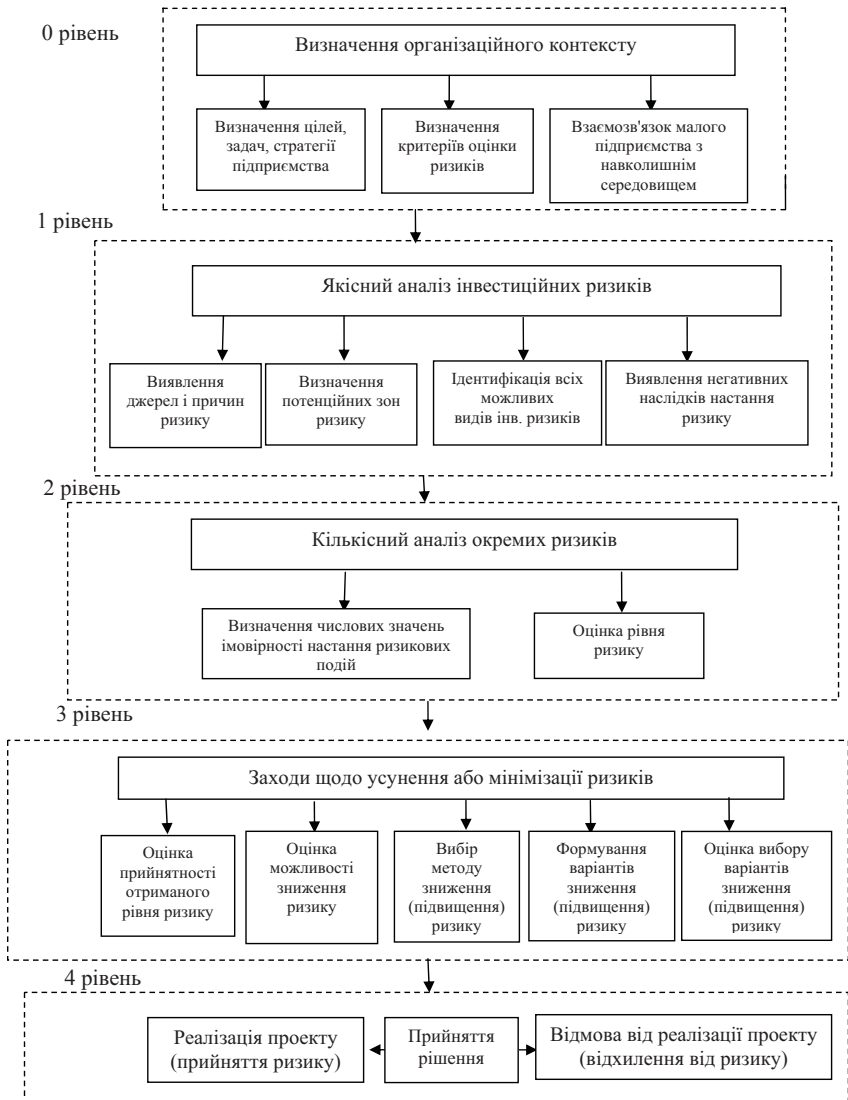 0 рівень
Визначення організаційного контексту
Визначення цілей,
задач, стратегії
підприємства
Визначення
критеріїв оцінки
ризиків
Взаємозв'язок малого
підприємства з
навколишнім
середовищем
1 рівень
Якісний аналіз інвестиційних ризиків
Виявлення
джерел і причин
ризику
Визначення
потенційних зон
ризику
Ідентифікація всіх
можливих
видів інв. ризиків
Виявлення негативних
наслідків настання
ризику
2 рівень
Кількісний аналіз окремих ризиків
Визначення числових значень
імовірності настання ризикових
подій
Оцінка рівня
ризику
3 рівень
Заходи щодо усунення або мінімізації ризиків
Оцінка
прийнятності
отриманого
рівня ризику
Оцінка
можливості
зниження
ризику
Вибір
методу
зниження
(підвищення)
ризику
Формування
варіантів
зниження
(підвищення)
ризику
Оцінка вибору
варіантів
зниження
(підвищення)
ризику
4 рівень
Реалізація проекту
(прийняття ризику)
Прийняття
рішення
Відмова від реалізації проекту
(відхилення від ризику)